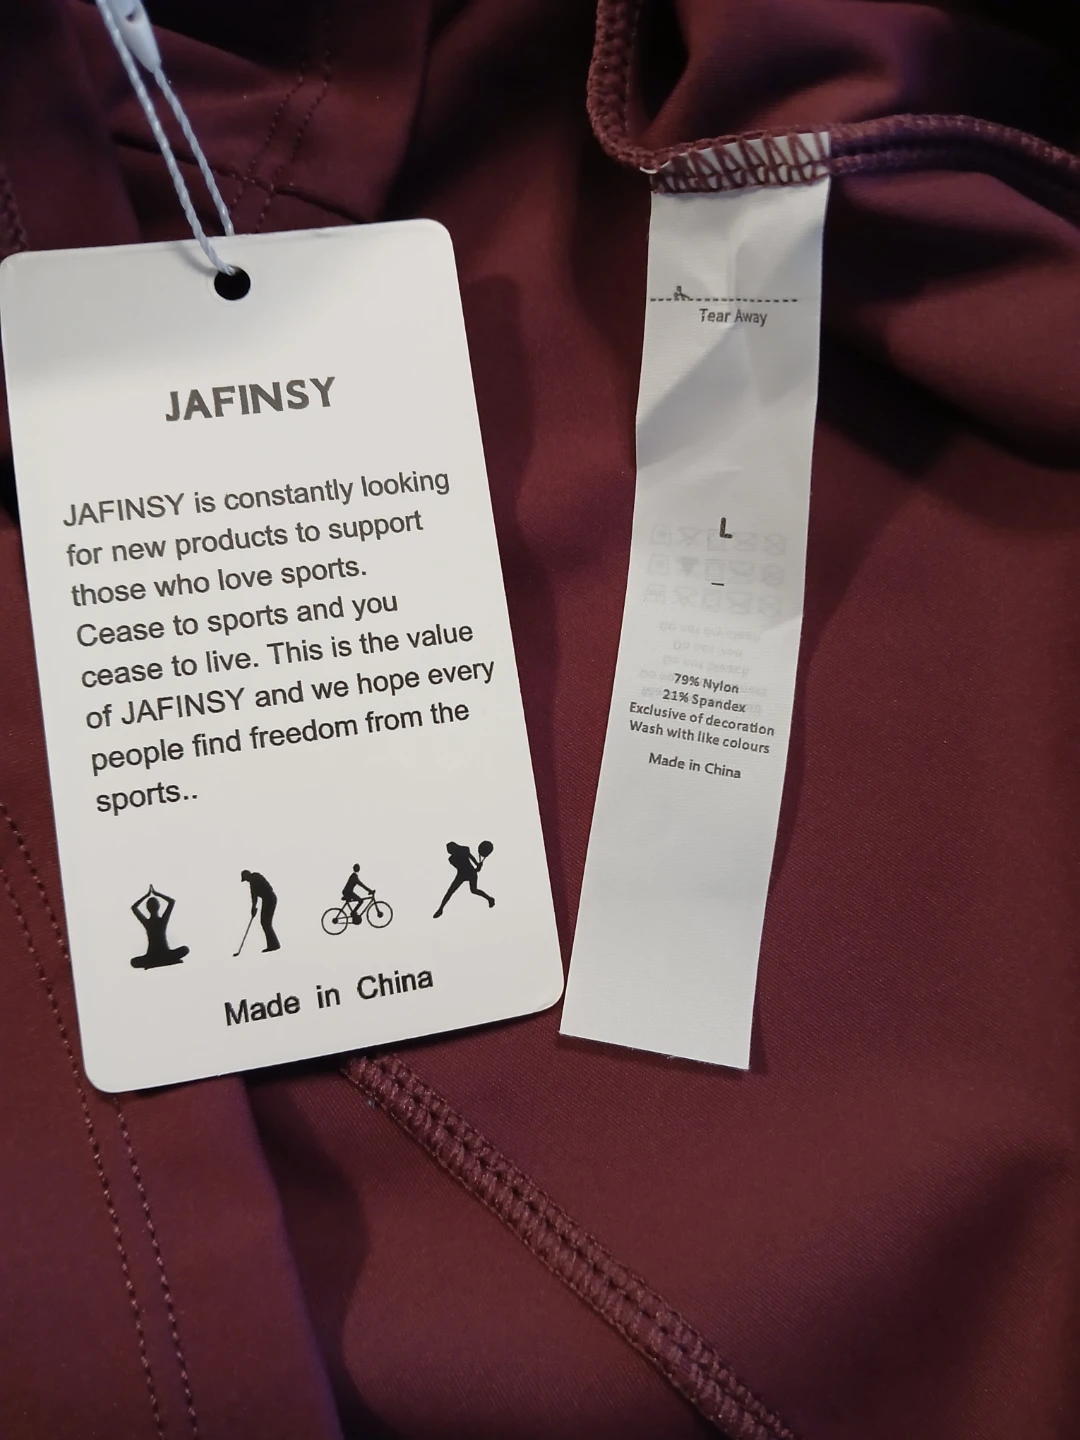 JAFINSY
JAFINSY is constantly looking
for new products to support
those who love sports.
Cease to sports and you
cease to live. This is the value
of JAFINSY and we hope every
people find freedom from the
sports..
Made in China
Tear Away
L
79% Nylon
21% Spandex
Exclusive of decoration
Wash with like colours
Made in China